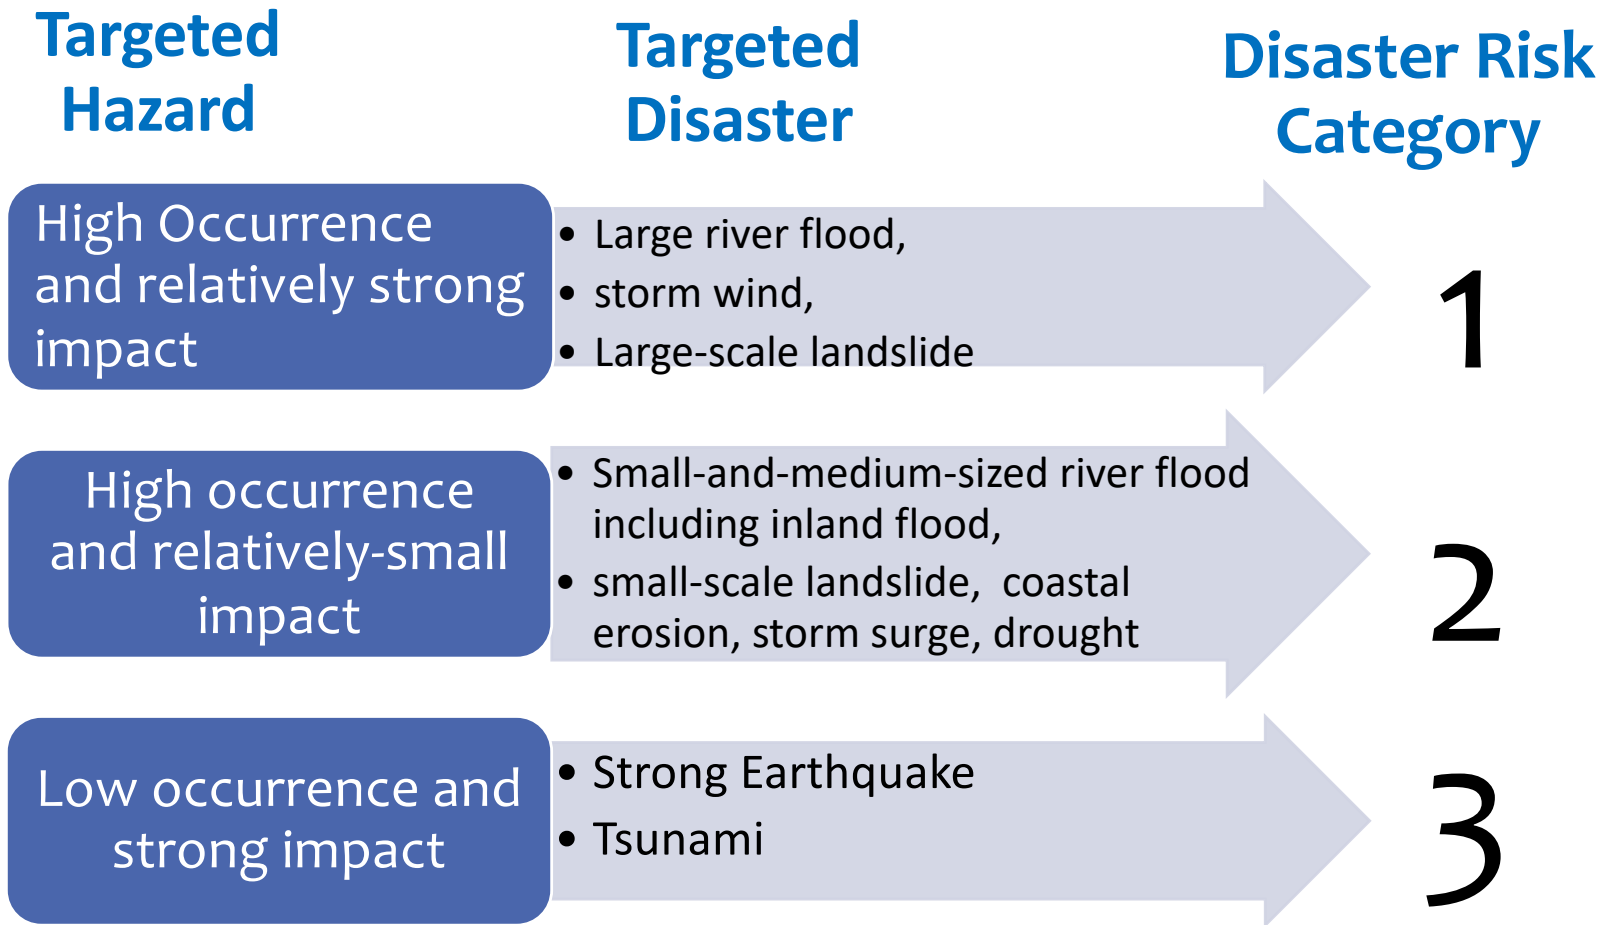 Targeted
Hazard
Targeted
Disaster
Disaster Risk
Category
High Occurrence
and relatively strong
impact
• Large river flood,
• storm wind,
• Large-scale landslide
1
High occurrence
and relatively-small
impact
• Small-and-medium-sized river flood
including inland flood,
• small-scale landslide,  coastal
erosion, storm surge, drought
2
Low occurrence and
strong impact
• Strong Earthquake
• Tsunami
3